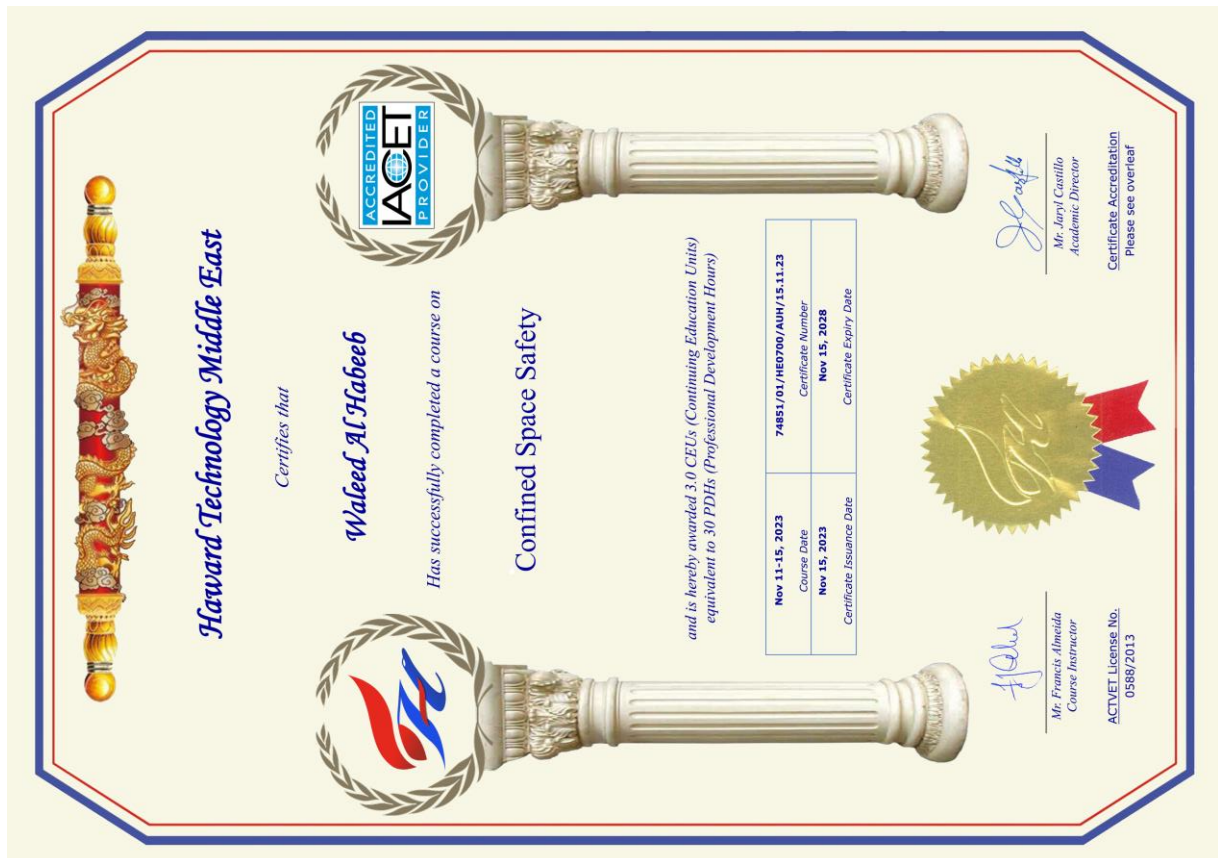 Haward Technology Middle East
Certifies that
Waleed Al Habeeb
ACCREDITED
IACET
PROVIDER
Has successfully completed a course on
Confined Space Safety
and is hereby awarded 3.0 CEUs (Continuing Education Units)
equivalent to 30 PDHs (Professional Development Hours)
Nov 11-15, 2023
Course Date
74851/01/HE0700/AUH/15.11.23
Certificate Number
Nov 15, 2023
Certificate Issuance Date
Nov 15, 2028
Certificate Expiry Date
Mr. Francis Almeida
Course Instructor
Mr. Jaryl Castillo
Academic Director
ACTVET License No.
0588/2013
Certificate Accreditation
Please see overleaf